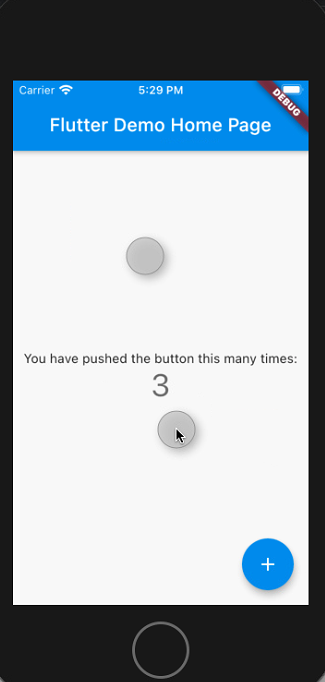 Carrier 5:29 PM
DEBUG
Flutter Demo Home Page
You have pushed the button this many times:
3
+